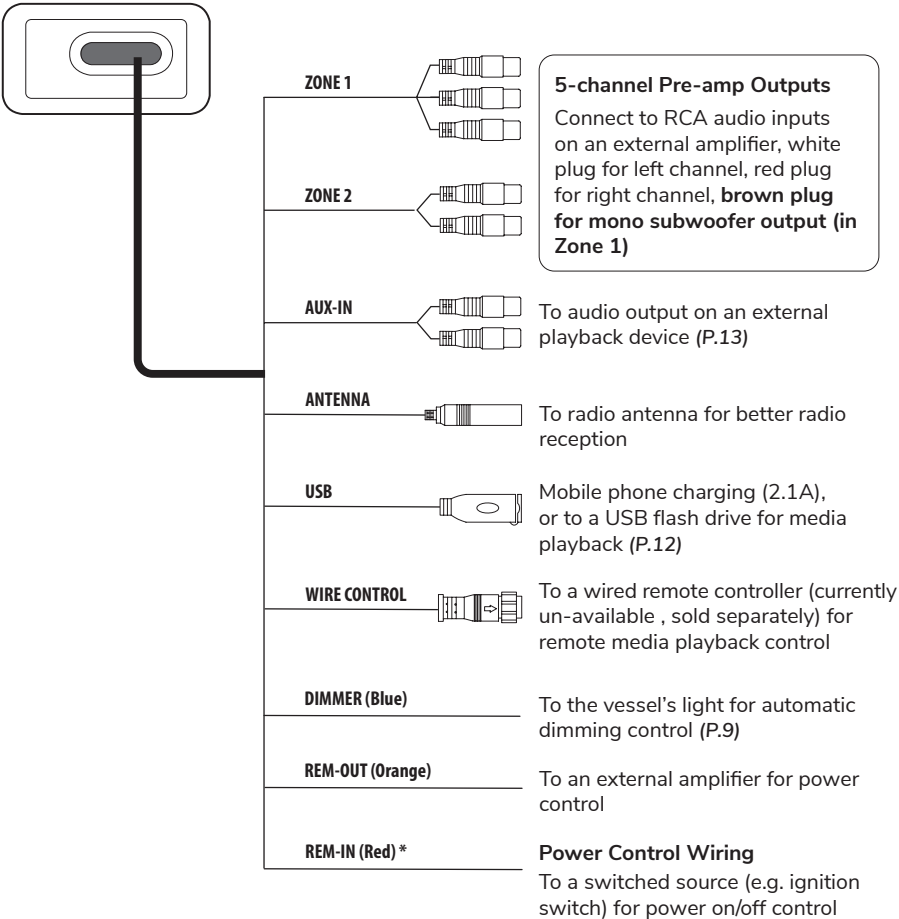 ZONE 1
5-channel Pre-amp Outputs
Connect to RCA audio inputs
on an external amplifier, white
plug for left channel, red plug
for right channel, brown plug
for mono subwoofer output (in
Zone 1)
ZONE 2
AUX-IN
To audio output on an external
playback device (P.13)
ANTENNA
To radio antenna for better radio
reception
USB
Mobile phone charging (2.1A),
or to a USB flash drive for media
playback (P.12)
WIRE CONTROL
To a wired remote controller (currently
un-available , sold separately) for
remote media playback control
DIMMER (Blue)
To the vessel’s light for automatic
dimming control (P.9)
REM-OUT (Orange)
To an external amplifier for power
control
REM-IN (Red) *
Power Control Wiring
To a switched source (e.g. ignition
switch) for power on/off control